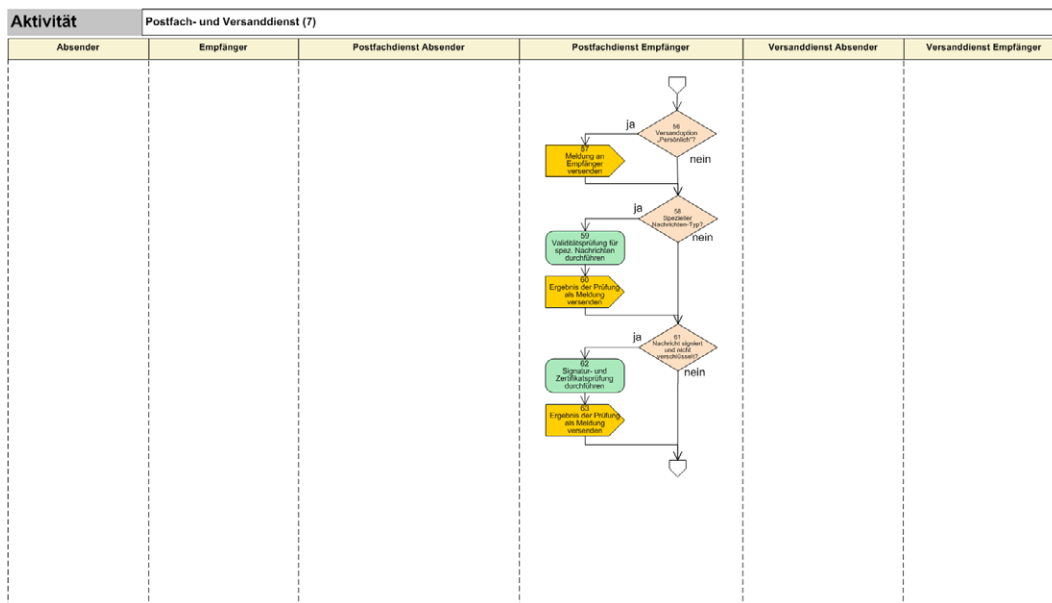 Aktivität
Postfach- und Versanddienst (7)
Absender
Empfänger
Postfachdienst Absender
Postfachdienst Empfänger
Versanddienst Absender
Versanddienst Empfänger
56
Versandoption
„Persönlich“?
ja
nein
57
Meldung an
Empfänger
versenden
58
Spezieller
Nachrichten-Typ?
ja
nein
59
Validitätsprüfung für
spez. Nachrichten
durchführen
60
Ergebnis der Prüfung
als Meldung
versenden
61
Nachricht signiert
und nicht
verschlüsselt?
ja
nein
62
Signatur- und
Zertifikatsprüfung
durchführen
63
Ergebnis der Prüfung
als Meldung
versenden